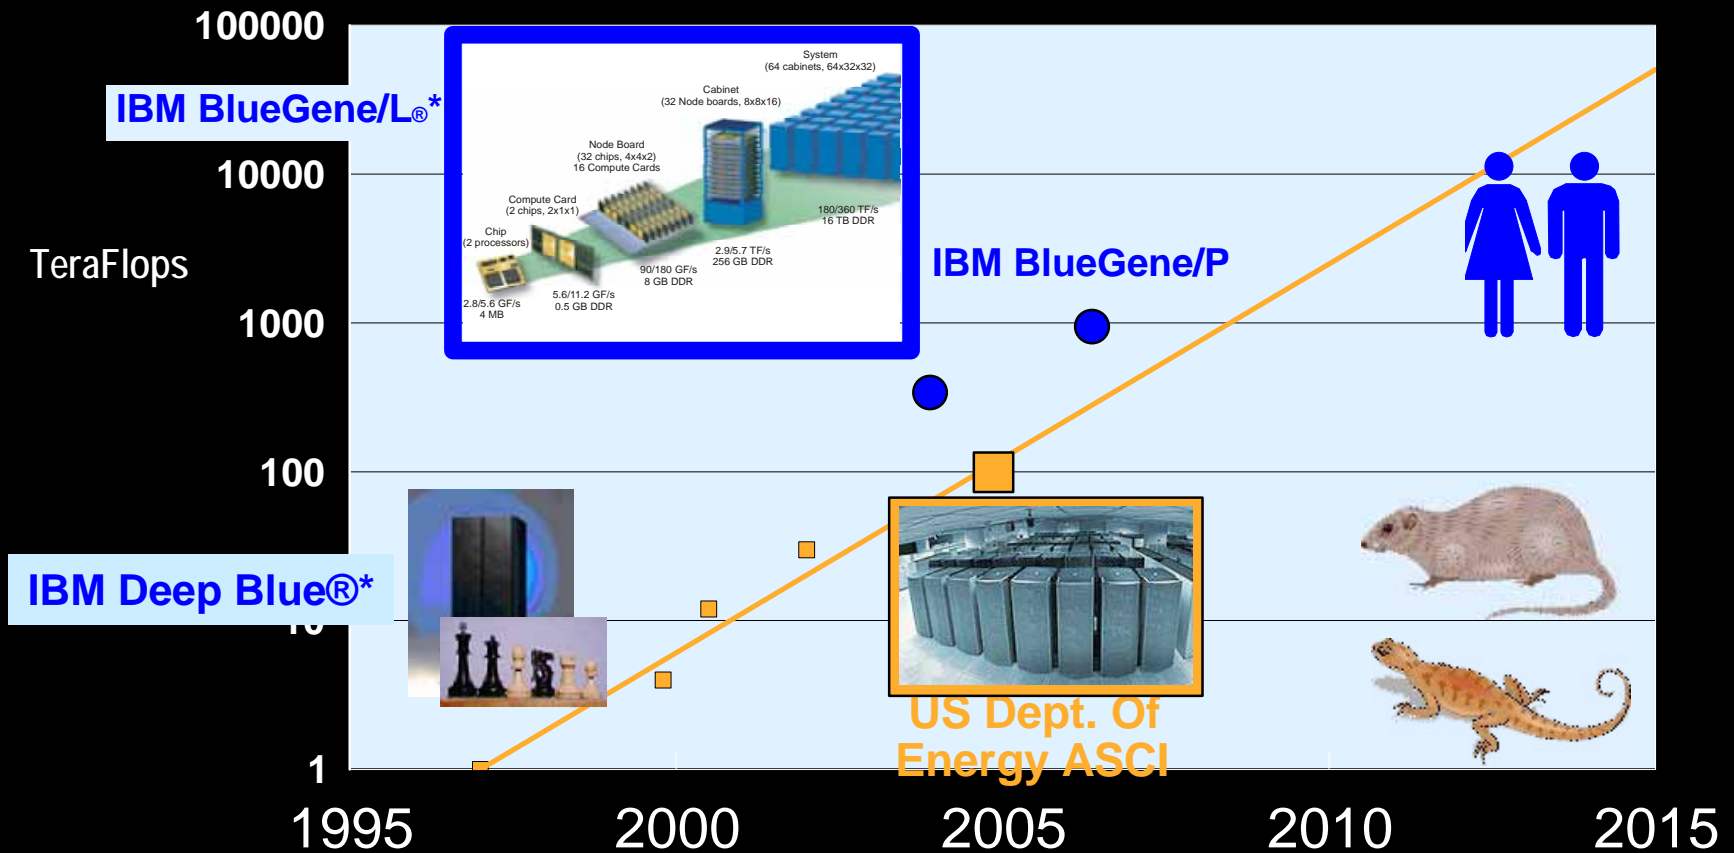 100000
IBM BlueGene/L®*
10000
TeraFlops
1000
100
IBM Deep Blue®*
10
1
1995
2000
2005
2010
2015
System
(64 cabinets, 64x32x32)
Cabinet
(32 Node boards, 8x8x16)
Node Board
(32 chips, 4x4x2)
16 Compute Cards
Compute Card
(2 chips, 2x1x1)
Chip
(2 processors)
180/360 TF/s
16 TB DDR
2.9/5.7 TF/s
256 GB DDR
90/180 GF/s
8 GB DDR
5.6/11.2 GF/s
0.5 GB DDR
2.8/5.6 GF/s
4 MB
IBM BlueGene/P
US Dept. Of
Energy ASCI